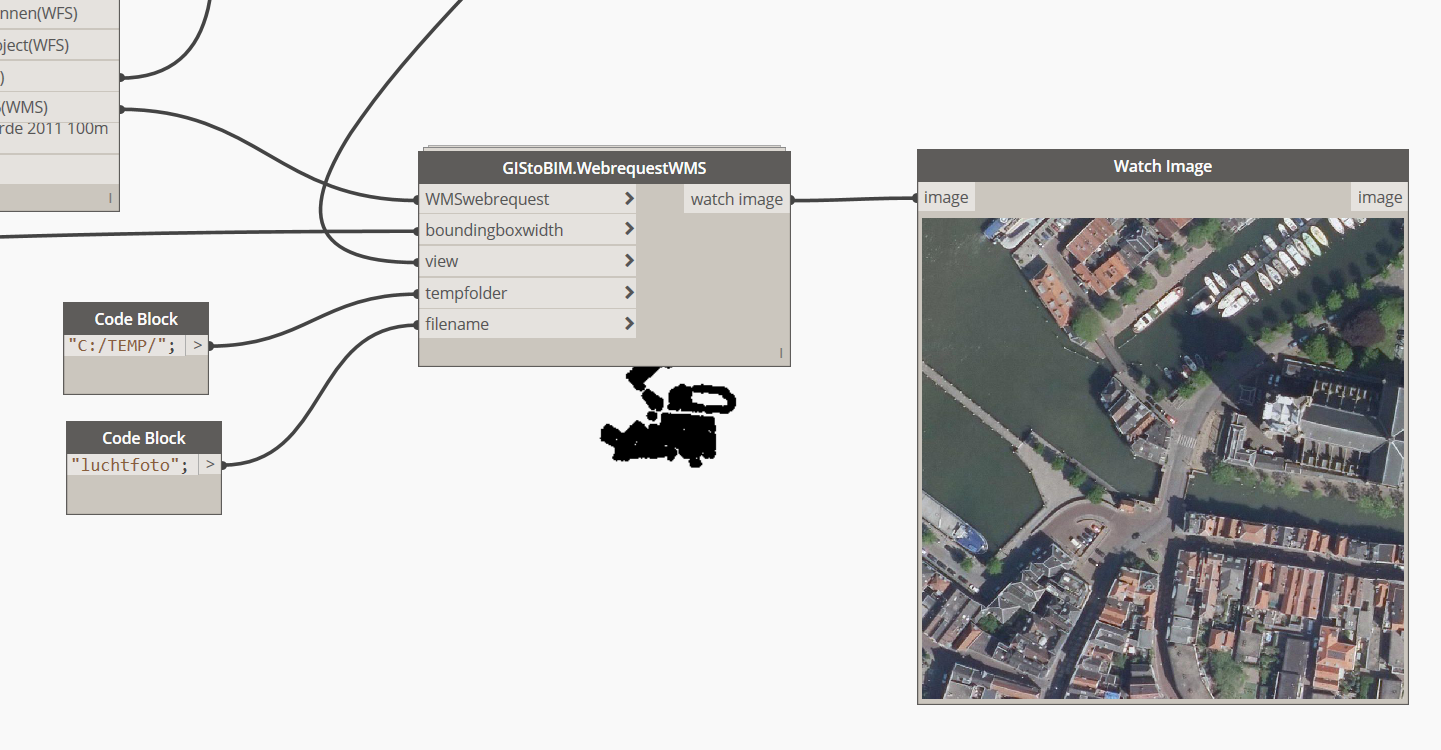 nnen(WFS)
ject(WFS)
)
(WMS)
rde 2011 100m
I
GIStoBIM.WebrequestWMS
WMSwebrequest >
watch image
boundingboxwidth >
view >
tempfolder >
filename >
I
Code Block
"C:/TEMP/"; >
Code Block
"luchtfoto"; >
Watch Image
image
image